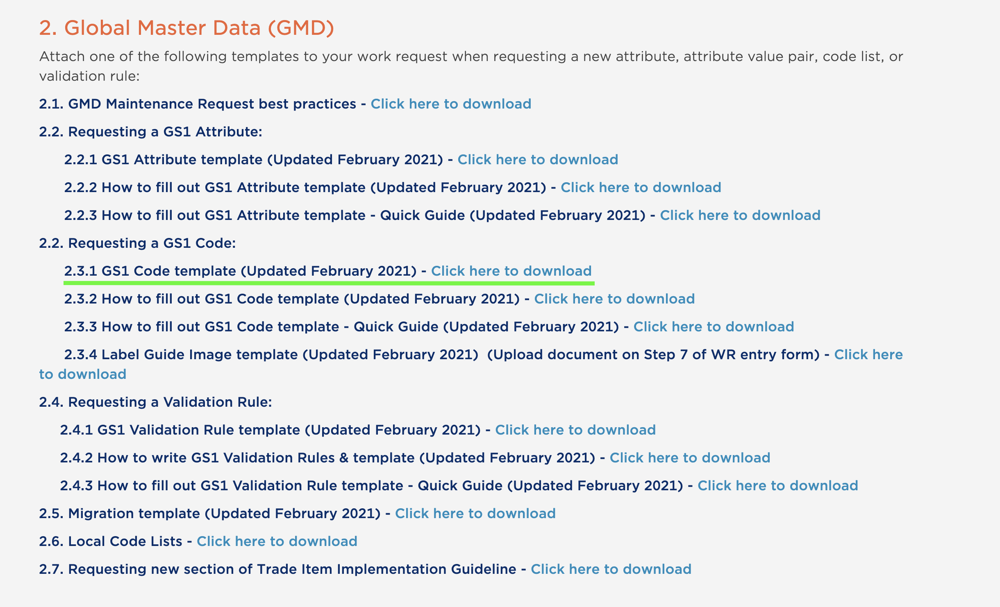 2. Global Master Data (GMD)
Attach one of the following templates to your work request when requesting a new attribute, attribute value pair, code list, or
validation rule:
2.1. GMD Maintenance Request best practices - Click here to download
2.2. Requesting a GS1 Attribute:
2.2.1 GS1 Attribute template (Updated February 2021) - Click here to download
2.2.2 How to fill out GS1 Attribute template (Updated February 2021) - Click here to download
2.2.3 How to fill out GS1 Attribute template - Quick Guide (Updated February 2021) - Click here to download
2.2. Requesting a GS1 Code:
2.3.1 GS1 Code template (Updated February 2021) - Click here to download
2.3.2 How to fill out GS1 Code template (Updated February 2021) - Click here to download
2.3.3 How to fill out GS1 Code template - Quick Guide (Updated February 2021) - Click here to download
2.3.4 Label Guide Image template (Updated February 2021)  (Upload document on Step 7 of WR entry form) - Click here
to download
2.4. Requesting a Validation Rule:
2.4.1 GS1 Validation Rule template (Updated February 2021) - Click here to download
2.4.2 How to write GS1 Validation Rules & template (Updated February 2021) - Click here to download
2.4.3 How to fill out GS1 Validation Rule template - Quick Guide (Updated February 2021) - Click here to download
2.5. Migration template (Updated February 2021) - Click here to download
2.6. Local Code Lists - Click here to download
2.7. Requesting new section of Trade Item Implementation Guideline - Click here to download